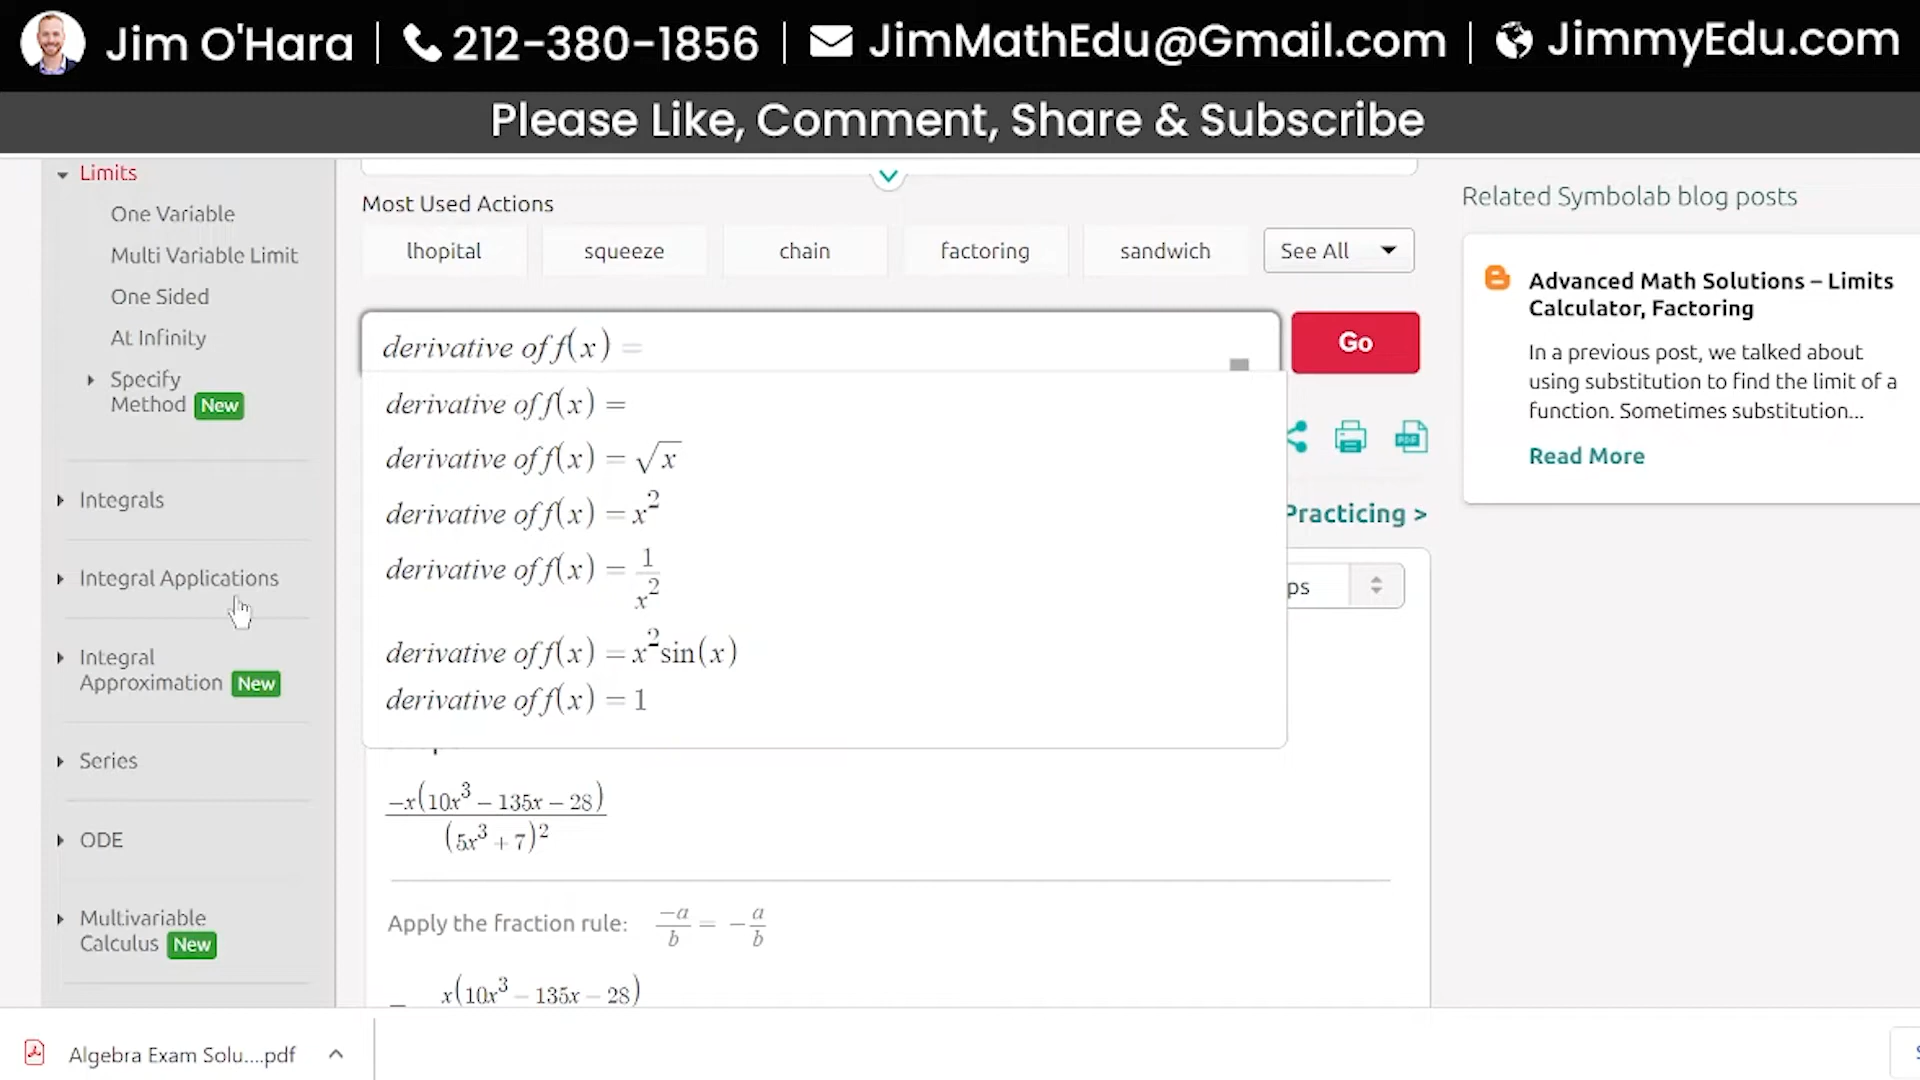 Jim O'Hara | 212-380-1856 | JimMathEdu@Gmail.com | JimmyEdu.com
Please Like, Comment, Share & Subscribe
Limits
One Variable
Multi Variable Limit
One Sided
At Infinity
Specify
Method New
Integrals
Integral Applications
Integral
Approximation New
Series
ODE
Multivariable
Calculus New
Most Used Actions
lhopital squeeze chain factoring sandwich See All
derivative of f(x) = Go
derivative of f(x) =
derivative of f(x) = √x
derivative of f(x) = x²
derivative of f(x) = 1/x²
derivative of f(x) = x²sin(x)
derivative of f(x) = 1
Practicing >
ps
−x(10x³ − 135x − 28)
(5x³ + 7)²
Apply the fraction rule: −a/b = −a/b
x(10x³ − 135x − 28)
Related Symbolab blog posts
Advanced Math Solutions – Limits
Calculator, Factoring
In a previous post, we talked about
using substitution to find the limit of a
function. Sometimes substitution...
Read More
PDF
Algebra Exam Solu....pdf